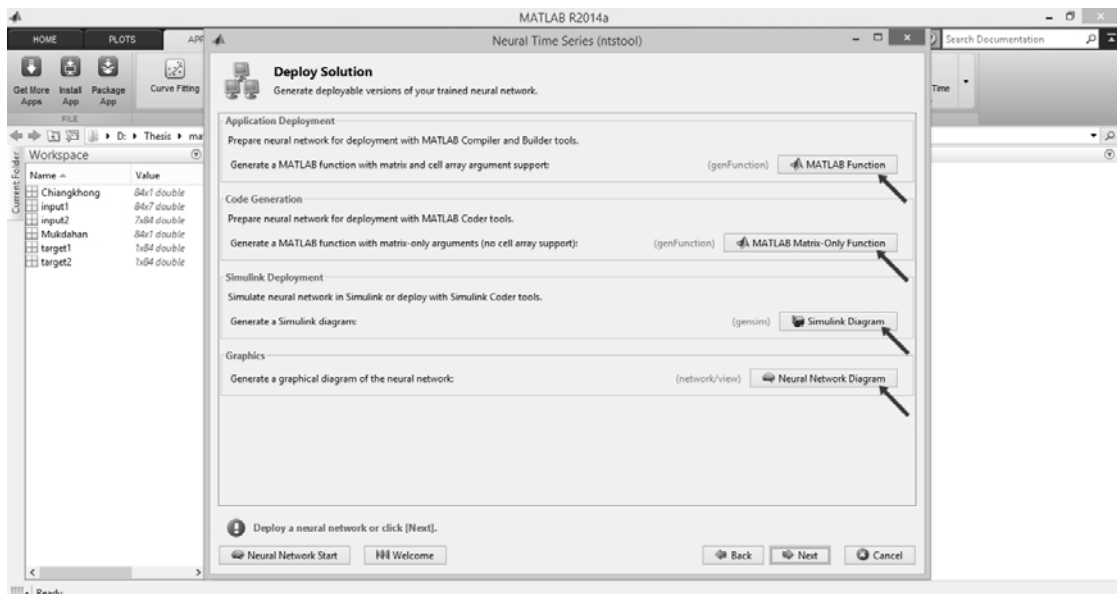 MATLAB R2014a
HOME PLOTS APP
Neural Time Series (ntstool)
Search Documentation
Get More Apps
Install App
Package App
Curve Fitting
Time
FILE
D: ▸ Thesis ▸ ma
Current Folder
Workspace
Name Value
Chiangkhong 84x1 double
input1 84x7 double
input2 7x84 double
Mukdahan 84x1 double
target1 1x84 double
target2 1x84 double
Deploy Solution
Generate deployable versions of your trained neural network.
Application Deployment
Prepare neural network for deployment with MATLAB Compiler and Builder tools.
Generate a MATLAB function with matrix and cell array argument support: (genFunction) MATLAB Function
Code Generation
Prepare neural network for deployment with MATLAB Coder tools.
Generate a MATLAB function with matrix-only arguments (no cell array support): (genFunction) MATLAB Matrix-Only Function
Simulink Deployment
Simulate neural network in Simulink or deploy with Simulink Coder tools.
Generate a Simulink diagram: (gensim) Simulink Diagram
Graphics
Generate a graphical diagram of the neural network: (network/view) Neural Network Diagram
Deploy a neural network or click [Next].
Neural Network Start Welcome Back Next Cancel
Ready